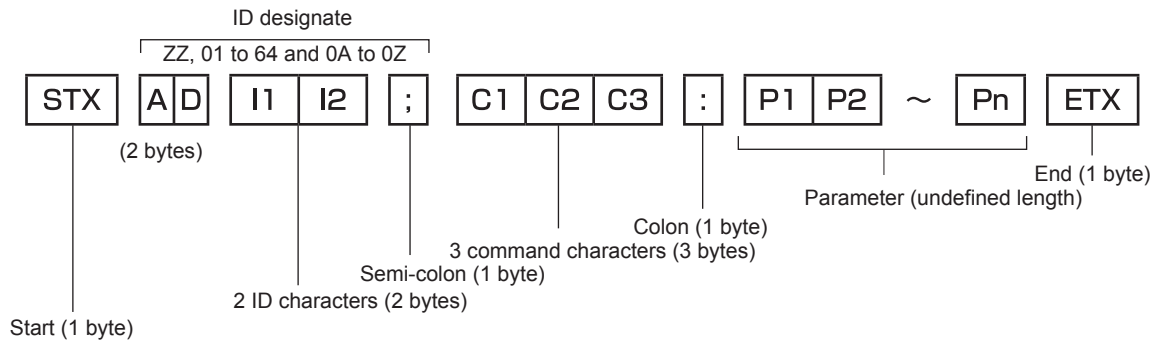 ID designate
ZZ, 01 to 64 and 0A to 0Z
STX A D I1 I2 ; C1 C2 C3 : P1 P2 ~ Pn ETX
(2 bytes)
End (1 byte)
Parameter (undefined length)
Colon (1 byte)
3 command characters (3 bytes)
Semi-colon (1 byte)
2 ID characters (2 bytes)
Start (1 byte)